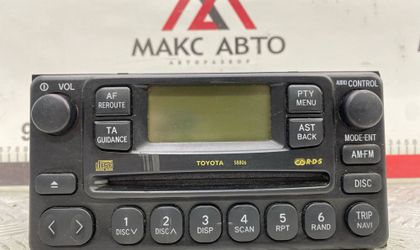 МАКС АВТО
АВТОРАЗБОР
VOL
AF
REROUTE
TA
GUIDANCE
PTY
MENU
AST
BACK
AUDIO CONTROL
MODE·ENT
AM·FM
DISC
TRIP
NAVI
TOYOTA 58806
R·D·S
1
DISC∨
2
DISC∧
3
DISP
4
SCAN
5
RPT
6
RAND